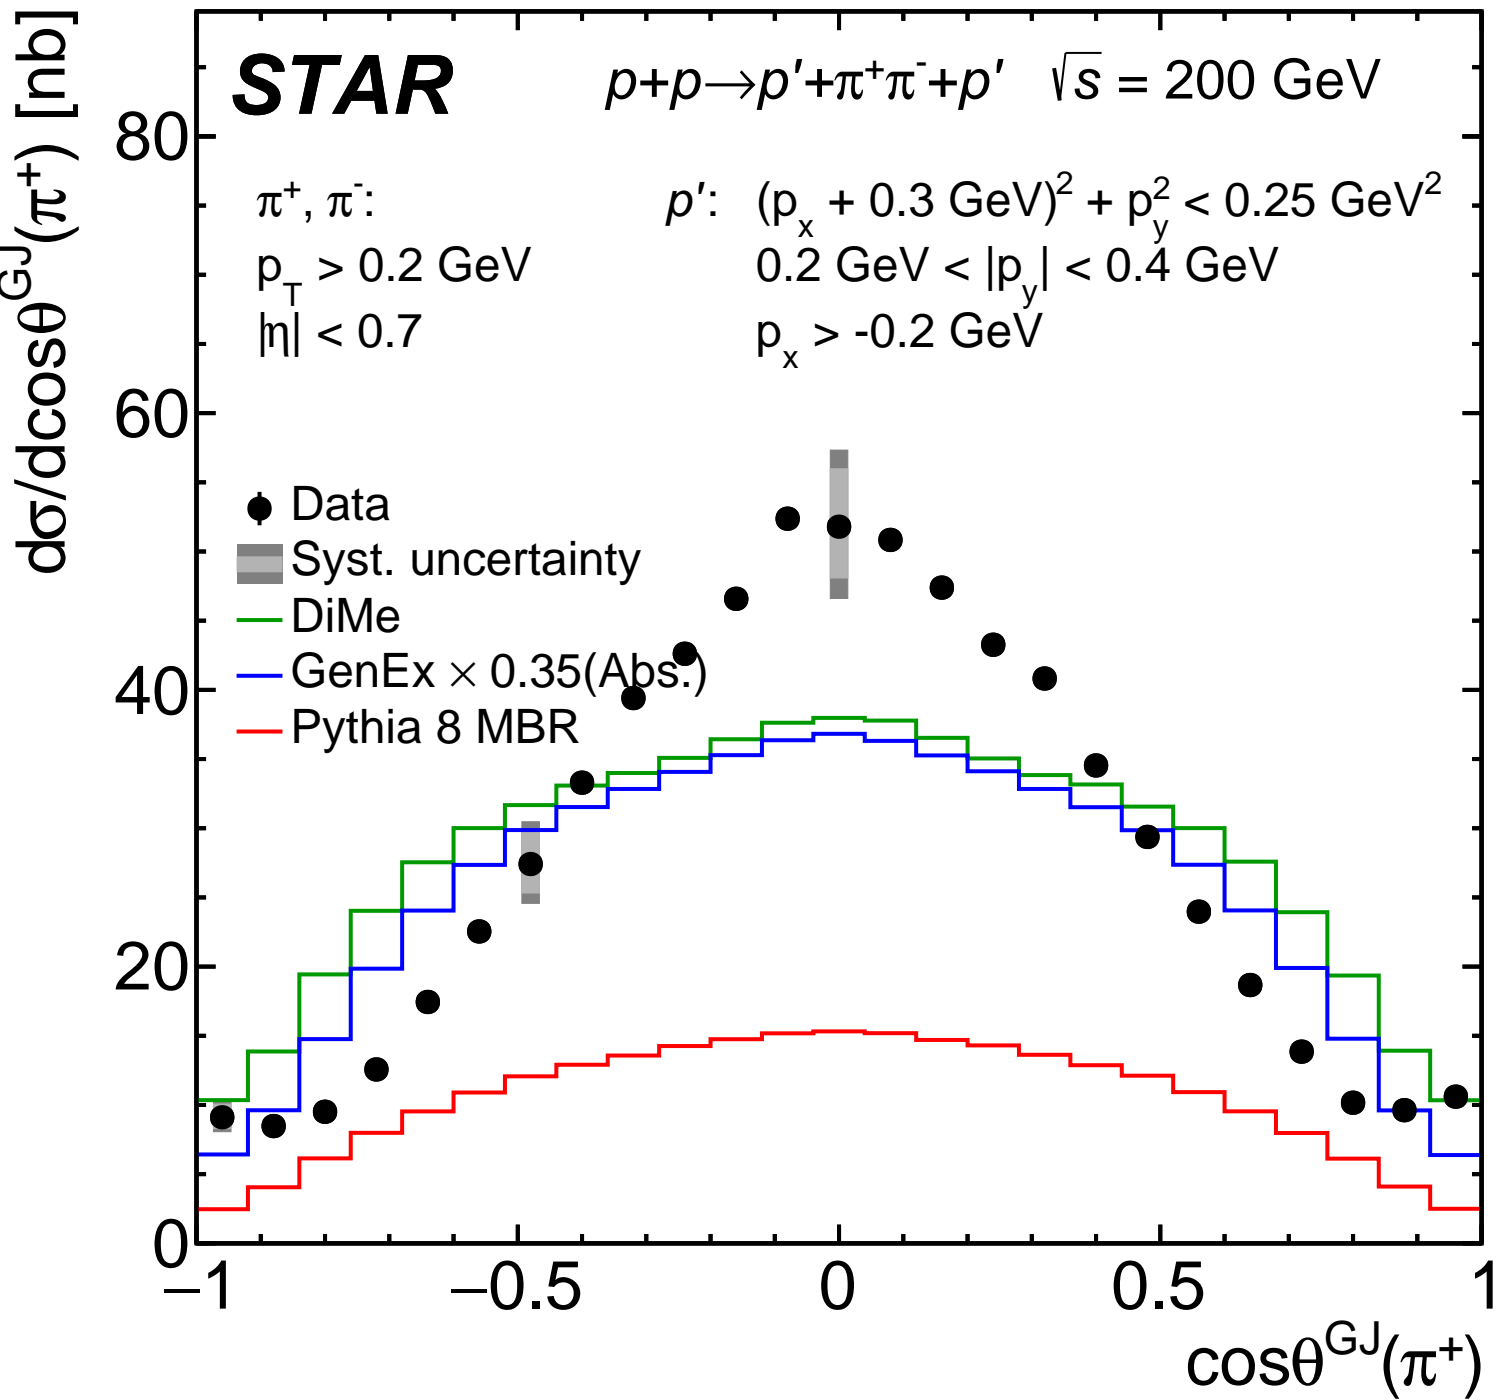 dσ/dcosθ^GJ(π⁺) [nb]
STAR p+p→p′+π⁺π⁻+p′ √s = 200 GeV
π⁺, π⁻: p′: (p_x + 0.3 GeV)² + p_y² < 0.25 GeV²
p_T > 0.2 GeV 0.2 GeV < |p_y| < 0.4 GeV
|η| < 0.7 p_x > -0.2 GeV
Data
Syst. uncertainty
DiMe
GenEx × 0.35(Abs.)
Pythia 8 MBR
80
60
40
20
0
−1 −0.5 0 0.5 1
cosθ^GJ(π⁺)